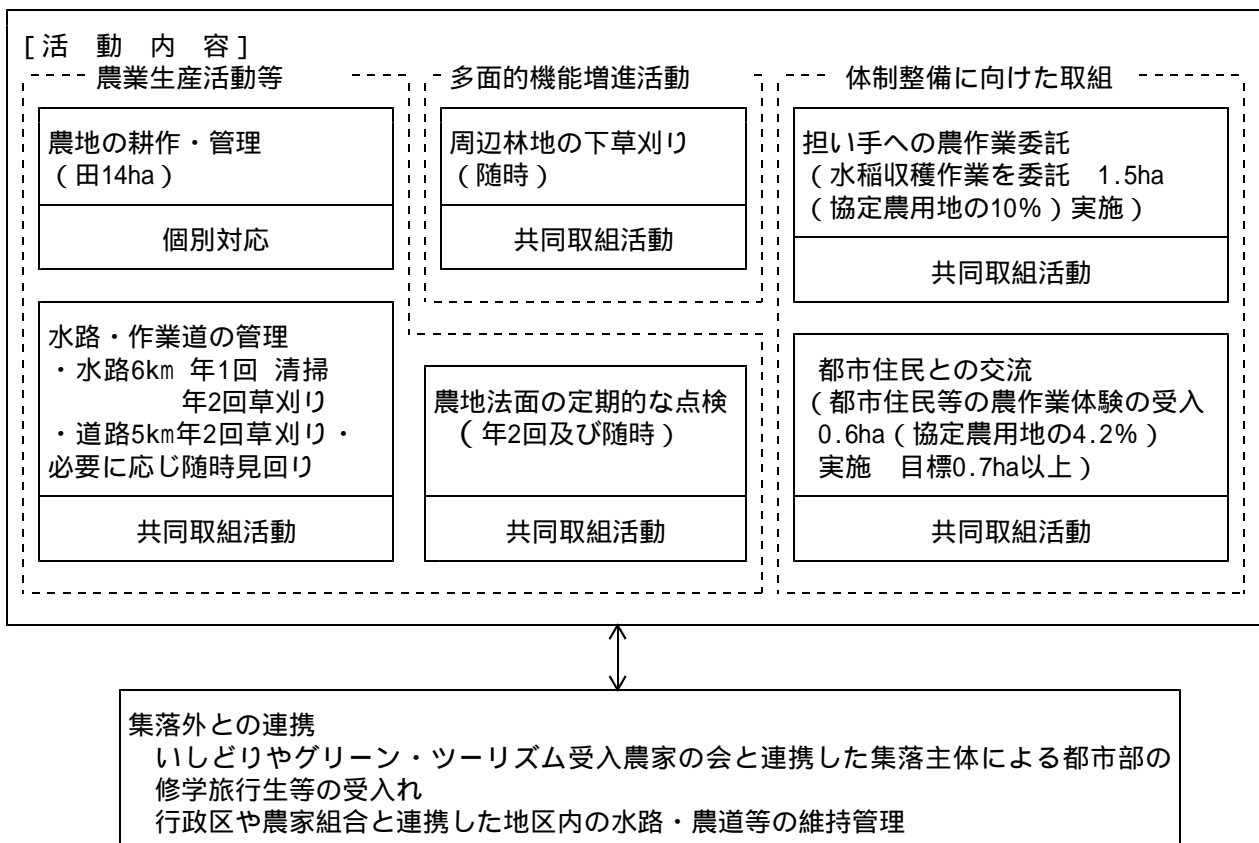 [活 動 内 容]
農業生産活動等
農地の耕作・管理
(田14ha)
個別対応
水路・作業道の管理
・水路6km 年1回 清掃
年2回草刈り
・道路5km年2回草刈り・
必要に応じ随時見回り
共同取組活動
農地法面の定期的な点検
(年2回及び随時)
共同取組活動
多面的機能増進活動
周辺林地の下草刈り
(随時)
共同取組活動
体制整備に向けた取組
担い手への農作業委託
(水稲収穫作業を委託 1.5ha
(協定農用地の10%)実施)
共同取組活動
都市住民との交流
(都市住民等の農作業体験の受入
0.6ha(協定農用地の4.2%)
実施 目標0.7ha以上)
共同取組活動
集落外との連携
いしどりやグリーン・ツーリズム受入農家の会と連携した集落主体による都市部の
修学旅行生等の受入れ
行政区や農家組合と連携した地区内の水路・農道等の維持管理